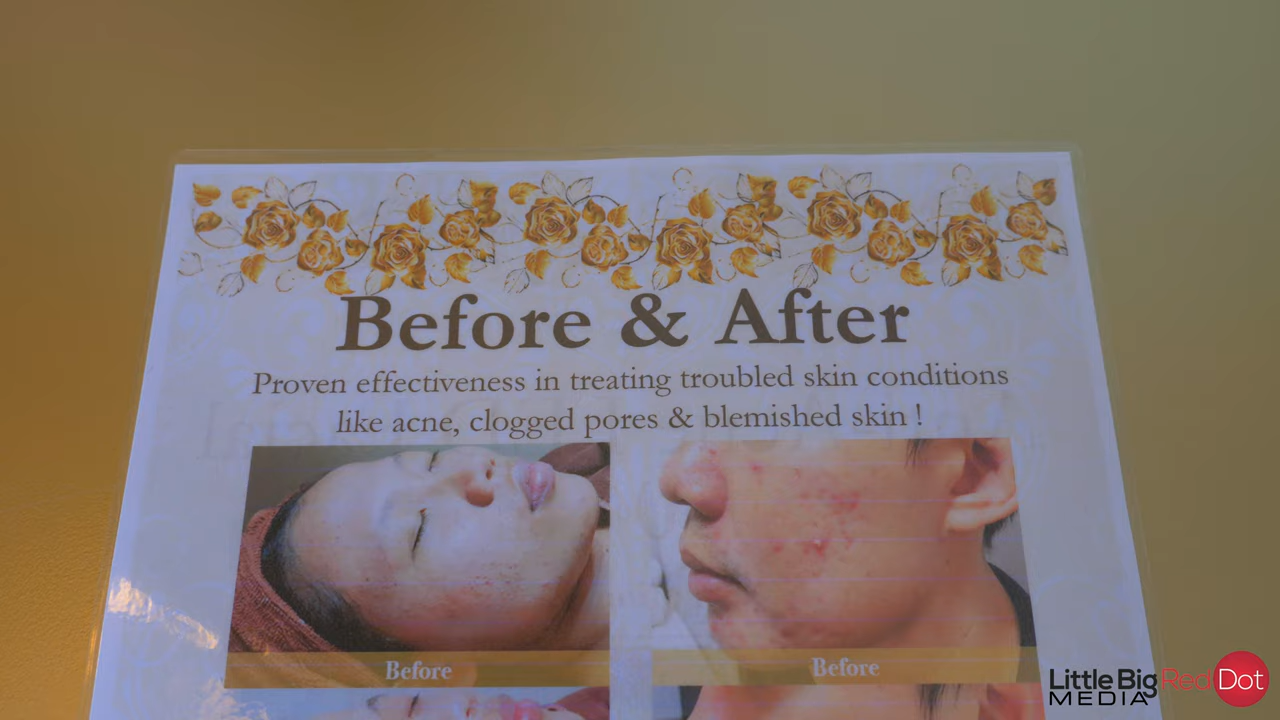 Before & After
Proven effectiveness in treating troubled skin conditions
like acne, clogged pores & blemished skin !
Before
Before
Little Big Red Dot
MEDIA